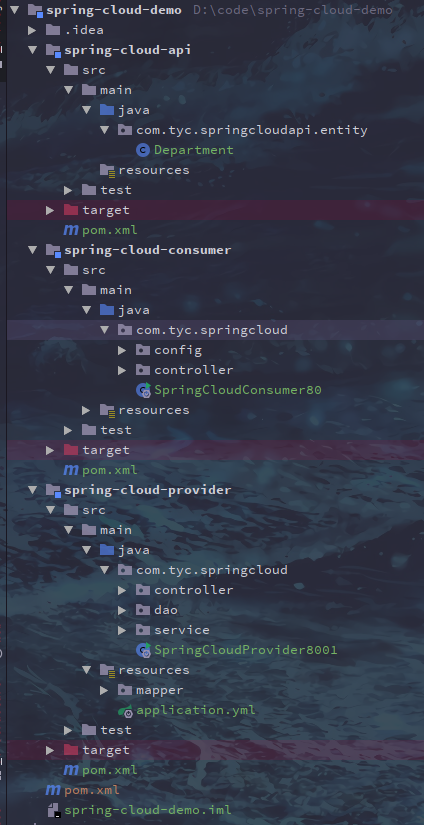 spring-cloud-demo D:\code\spring-cloud-demo
.idea
spring-cloud-api
src
main
java
com.tyc.springcloudapi.entity
Department
resources
test
target
pom.xml
spring-cloud-consumer
src
main
java
com.tyc.springcloud
config
controller
SpringCloudConsumer80
resources
test
target
pom.xml
spring-cloud-provider
src
main
java
com.tyc.springcloud
controller
dao
service
SpringCloudProvider8001
resources
mapper
application.yml
test
target
pom.xml
pom.xml
spring-cloud-demo.iml